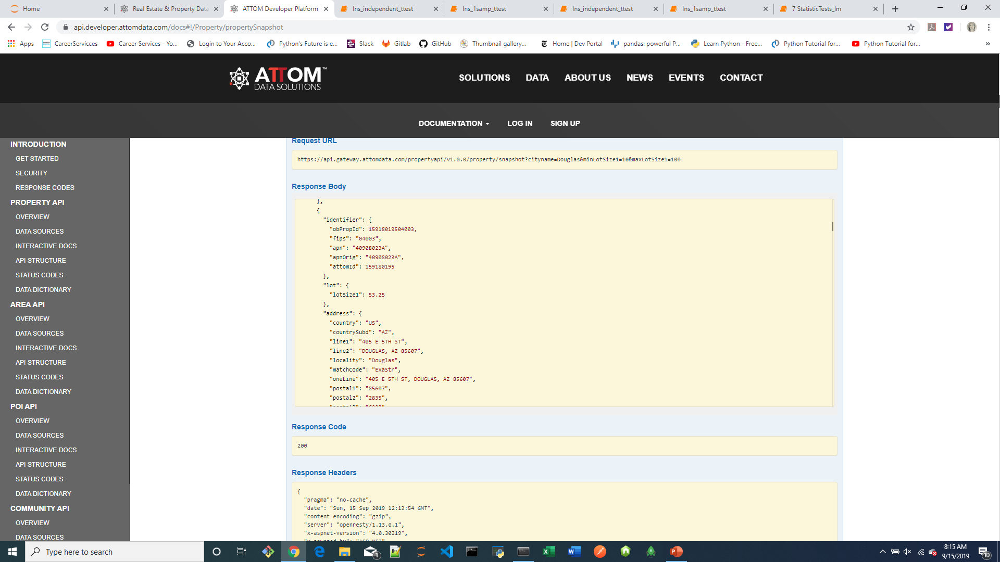 Home
Real Estate & Property Data
ATTOM Developer Platform
Ins_independent_ttest
Ins_1samp_ttest
Ins_independent_ttest
Ins_1samp_ttest
7 StatisticTests_lm
api.developer.attomdata.com/docs#!/Property/propertySnapshot
Apps
CareerServicces
Career Services - Yo...
Login to Your Acco...
Python's Future is e...
Slack
Gitlab
GitHub
Thumbnail gallery...
Home | Dev Portal
pandas: powerful P...
Learn Python - Free...
Python Tutorial for...
Python Tutorial for...
»
ATTOM™
DATA SOLUTIONS
SOLUTIONS
DATA
ABOUT US
NEWS
EVENTS
CONTACT
DOCUMENTATION
LOG IN
SIGN UP
INTRODUCTION
GET STARTED
SECURITY
RESPONSE CODES
PROPERTY API
OVERVIEW
DATA SOURCES
INTERACTIVE DOCS
API STRUCTURE
STATUS CODES
DATA DICTIONARY
AREA API
OVERVIEW
DATA SOURCES
INTERACTIVE DOCS
API STRUCTURE
STATUS CODES
DATA DICTIONARY
POI API
OVERVIEW
DATA SOURCES
INTERACTIVE DOCS
API STRUCTURE
STATUS CODES
DATA DICTIONARY
COMMUNITY API
OVERVIEW
DATA SOURCES
Request URL
https://api.gateway.attomdata.com/propertyapi/v1.0.0/property/snapshot?cityname=Douglas&minLotSize1=10&maxLotSize1=100
Response Body
},
{
"identifier": {
"obPropId": 15918019504003,
"fips": "04003",
"apn": "40908023A",
"apnOrig": "40908023A",
"attomId": 159180195
},
"lot": {
"lotSize1": 53.25
},
"address": {
"country": "US",
"countrySubd": "AZ",
"line1": "405 E 5TH ST",
"line2": "DOUGLAS, AZ 85607",
"locality": "Douglas",
"matchCode": "ExaStr",
"oneLine": "405 E 5TH ST, DOUGLAS, AZ 85607",
"postal1": "85607",
"postal2": "2835",
Response Code
200
Response Headers
{
"pragma": "no-cache",
"date": "Sun, 15 Sep 2019 12:13:54 GMT",
"content-encoding": "gzip",
"server": "openresty/1.13.6.1",
"x-aspnet-version": "4.0.30319",
Type here to search
1
8:15 AM
9/15/2019
10